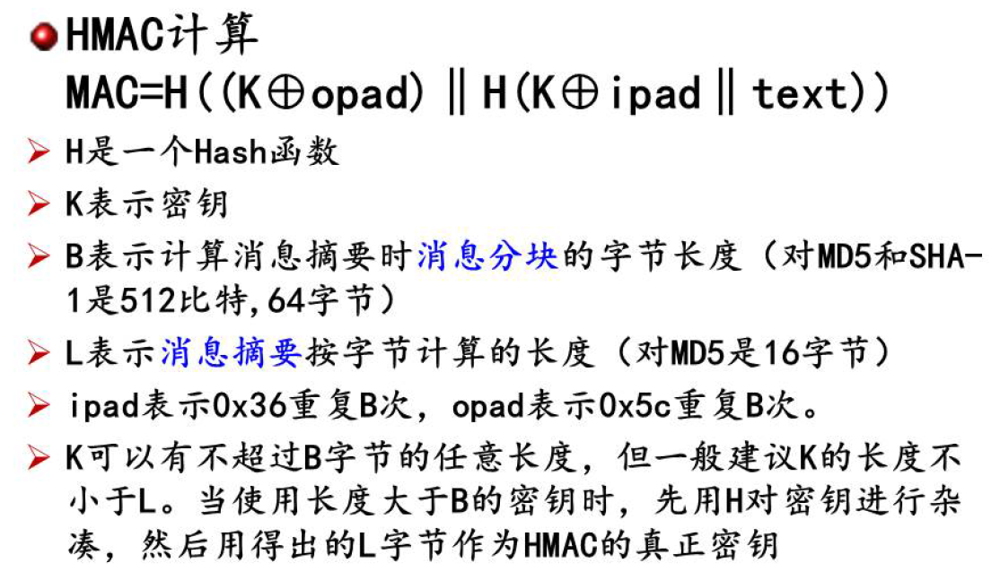 HMAC计算
MAC=H((K⊕opad)‖H(K⊕ipad‖text))
H是一个Hash函数
K表示密钥
B表示计算消息摘要时消息分块的字节长度（对MD5和SHA-
1是512比特,64字节）
L表示消息摘要按字节计算的长度（对MD5是16字节）
ipad表示0x36重复B次，opad表示0x5c重复B次。
K可以有不超过B字节的任意长度，但一般建议K的长度不
小于L。当使用长度大于B的密钥时，先用H对密钥进行杂
凑，然后用得出的L字节作为HMAC的真正密钥